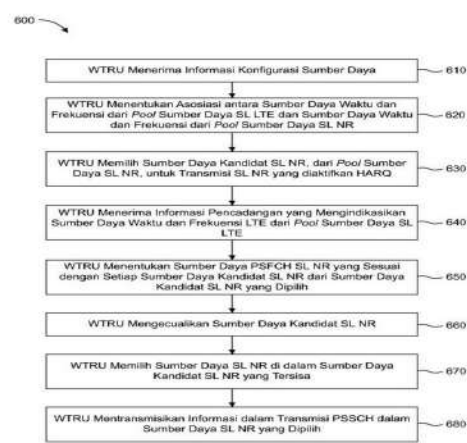 600
WTRU Menerima Informasi Konfigurasi Sumber Daya
610
WTRU Menentukan Asosiasi antara Sumber Daya Waktu dan
Frekuensi dari Pool Sumber Daya SL LTE dan Sumber Daya Waktu
dan Frekuensi dari Pool Sumber Daya SL NR
620
WTRU Memilih Sumber Daya Kandidat SL NR, dari Pool Sumber
Daya SL NR, untuk Transmisi SL NR yang diaktifkan HARQ
630
WTRU Menerima Informasi Pencadangan yang Mengindikasikan
Sumber Daya Waktu dan Frekuensi LTE dari Pool Sumber Daya SL
LTE
640
WTRU Menentukan Sumber Daya PSFCH SL NR yang Sesuai
dengan Setiap Sumber Daya Kandidat SL NR dari Sumber Daya
Kandidat SL NR yang Dipilih
650
WTRU Mengecualikan Sumber Daya Kandidat SL NR
660
WTRU Memilih Sumber Daya SL NR di dalam Sumber Daya
Kandidat SL NR yang Tersisa
670
WTRU Mentransmisikan Informasi dalam Transmisi PSSCH dalam
Sumber Daya SL NR yang Dipilih
680